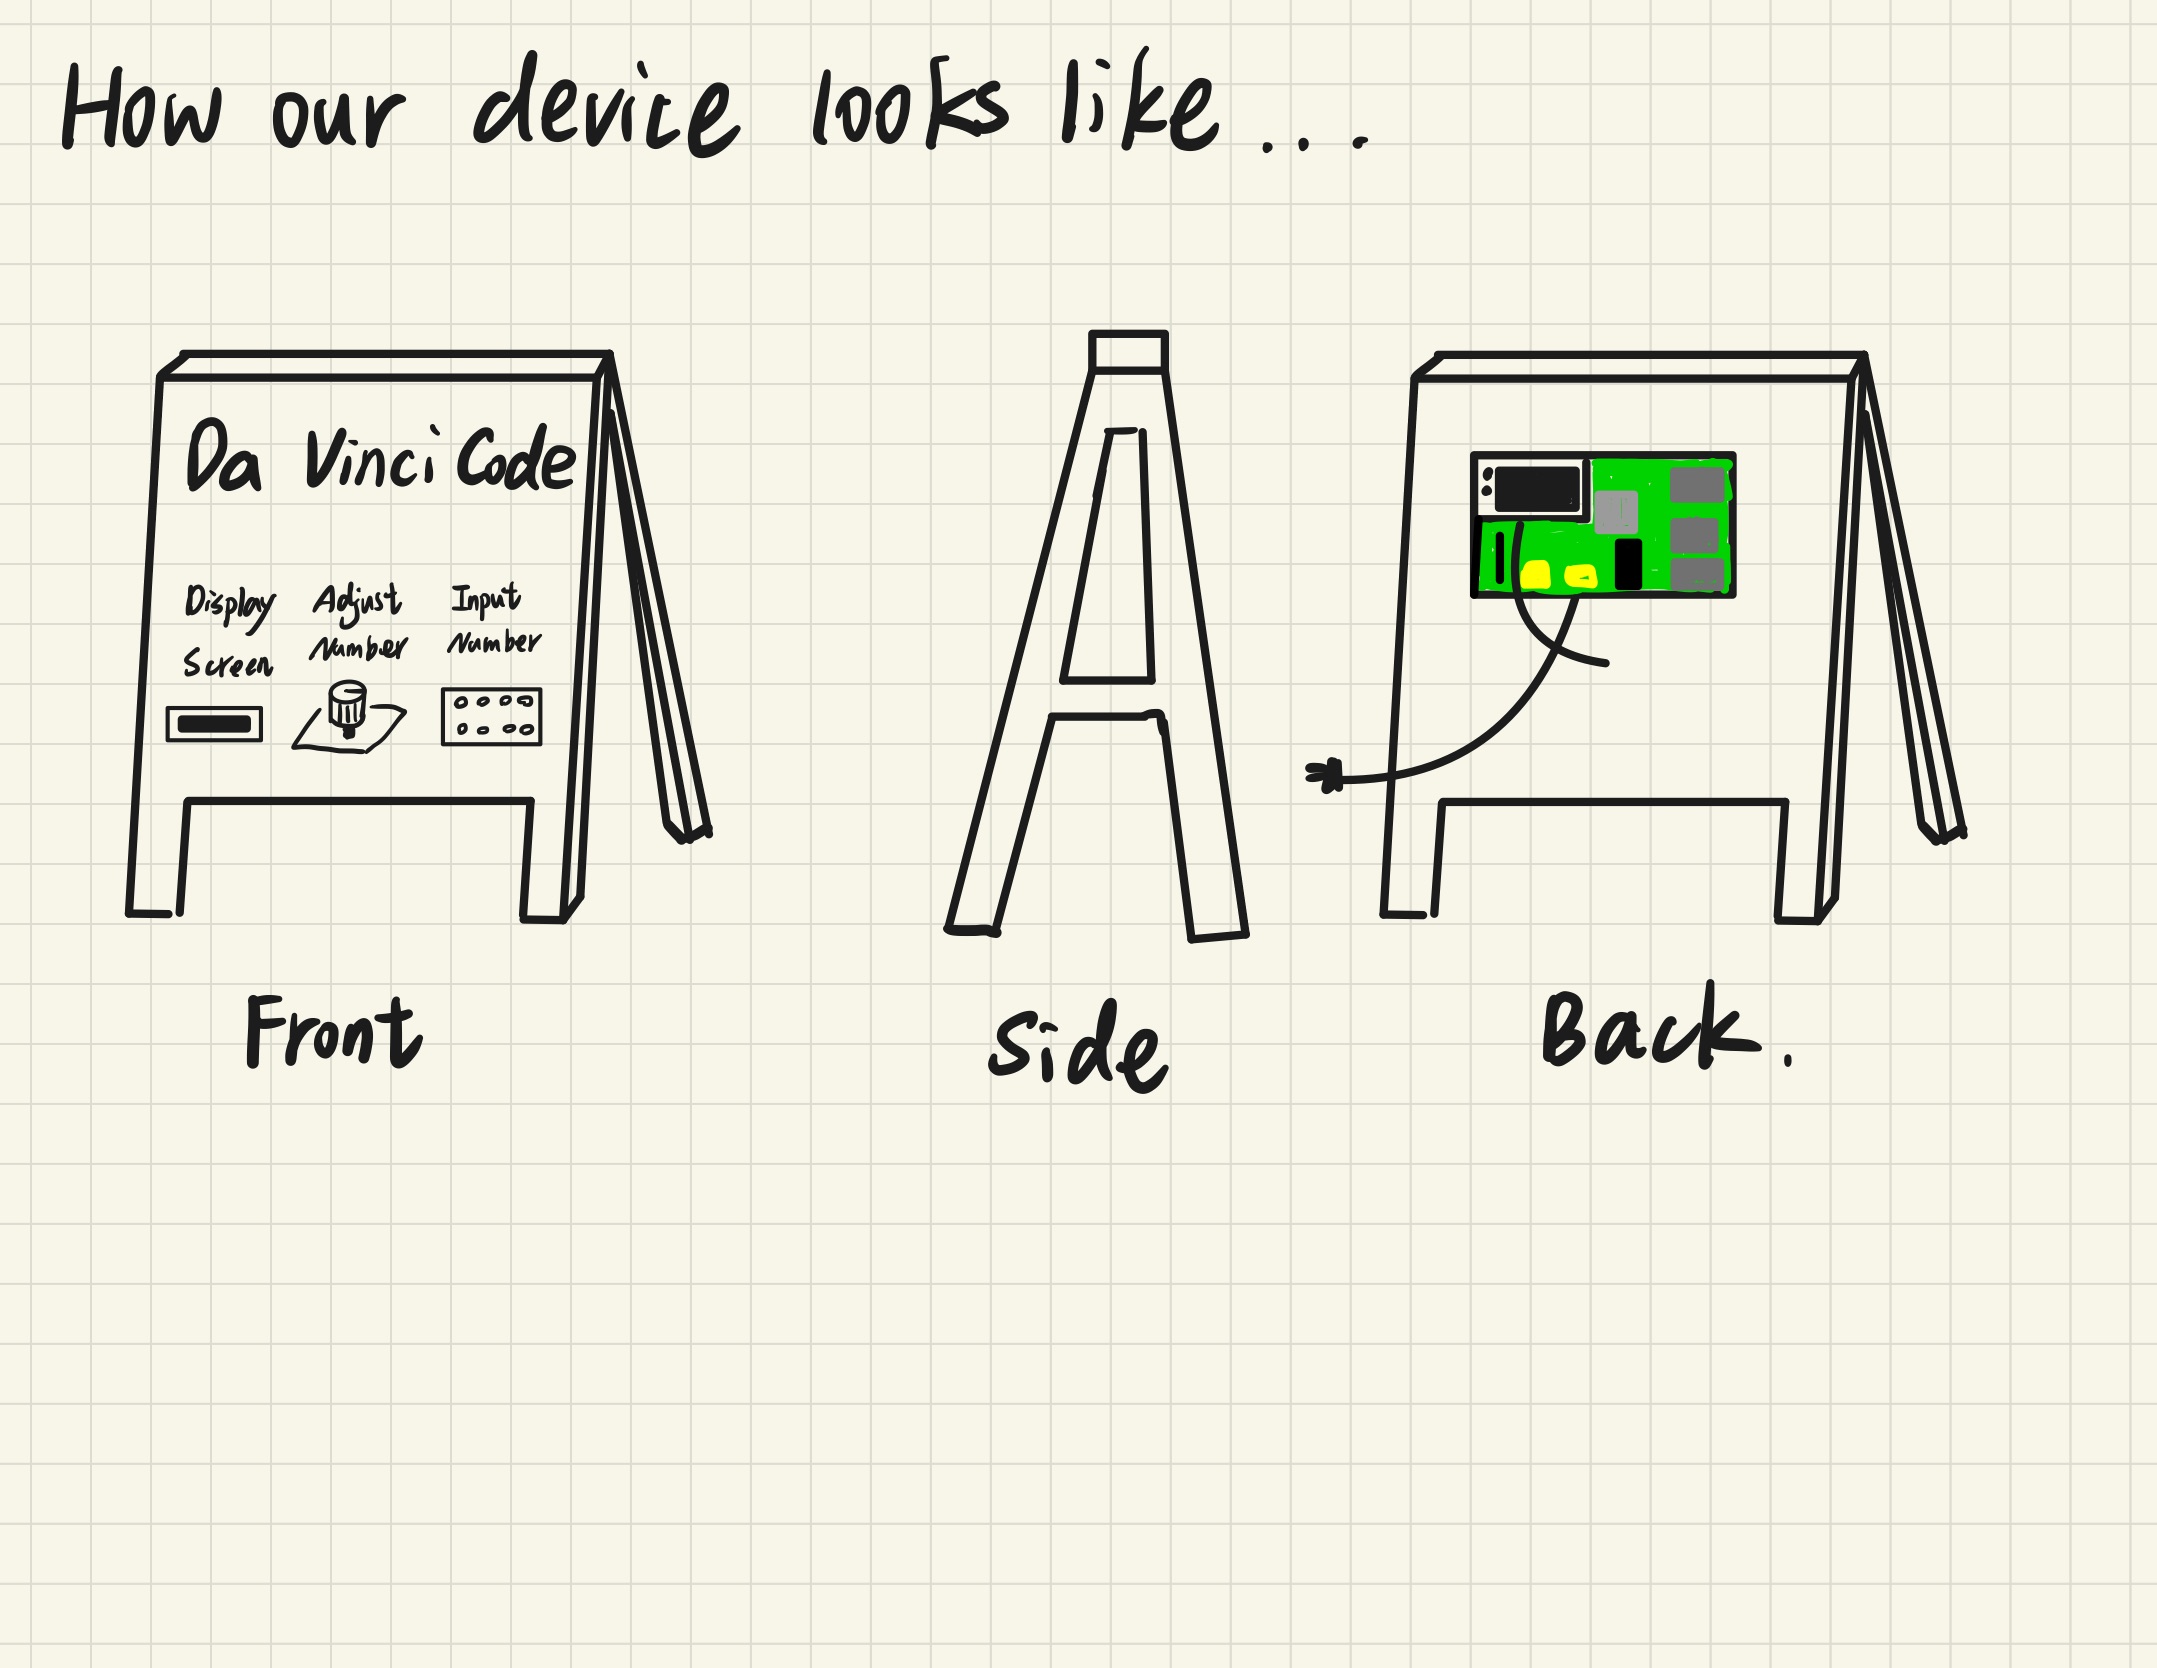 How our device looks like...
Da Vinci Code
Display Screen
Adjust Number
Input Number
Front
Side
Back.